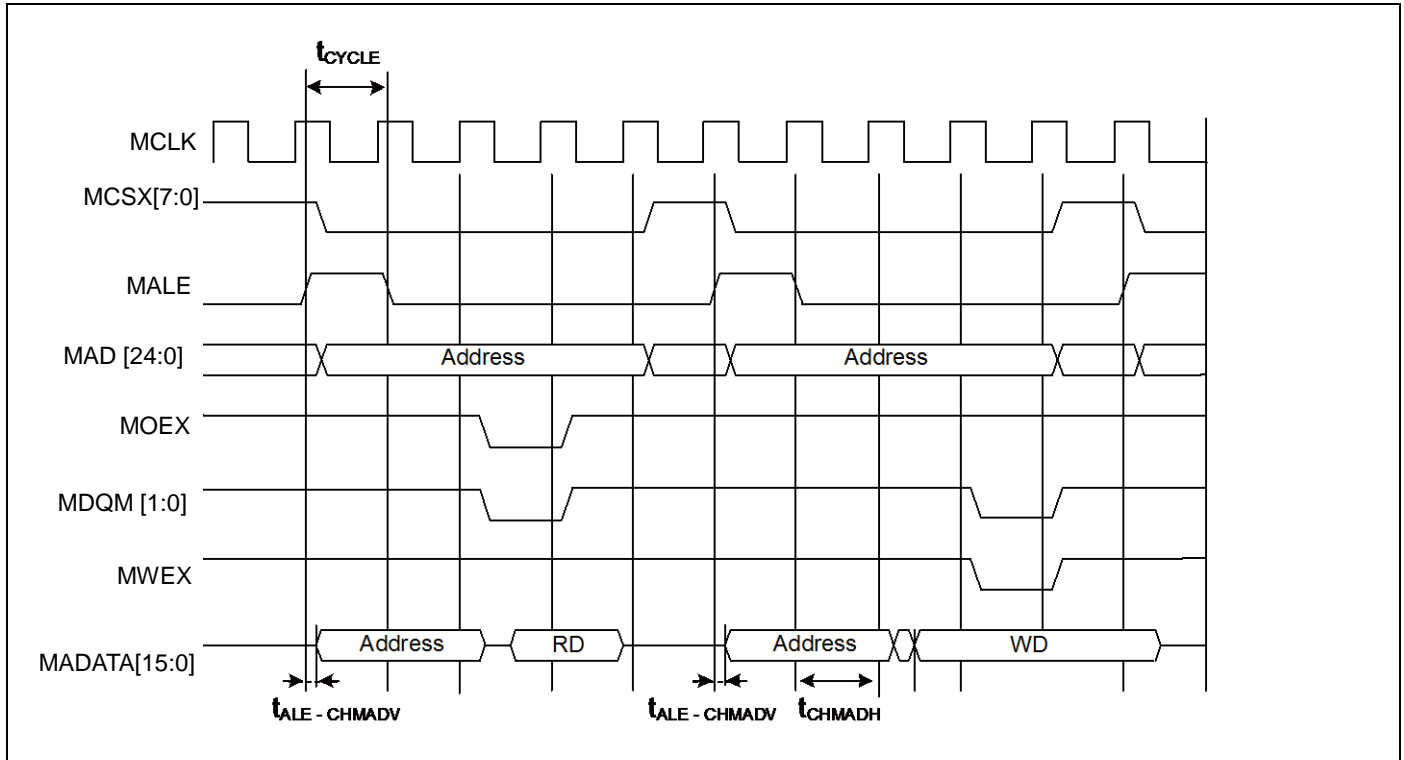 tCYCLE
MCLK
MCSX[7:0]
MALE
MAD [24:0]
Address
Address
MOEX
MDQM [1:0]
MWEX
MADATA[15:0]
Address
RD
Address
WD
tALE - CHMADV
tALE - CHMADV
tCHMADH